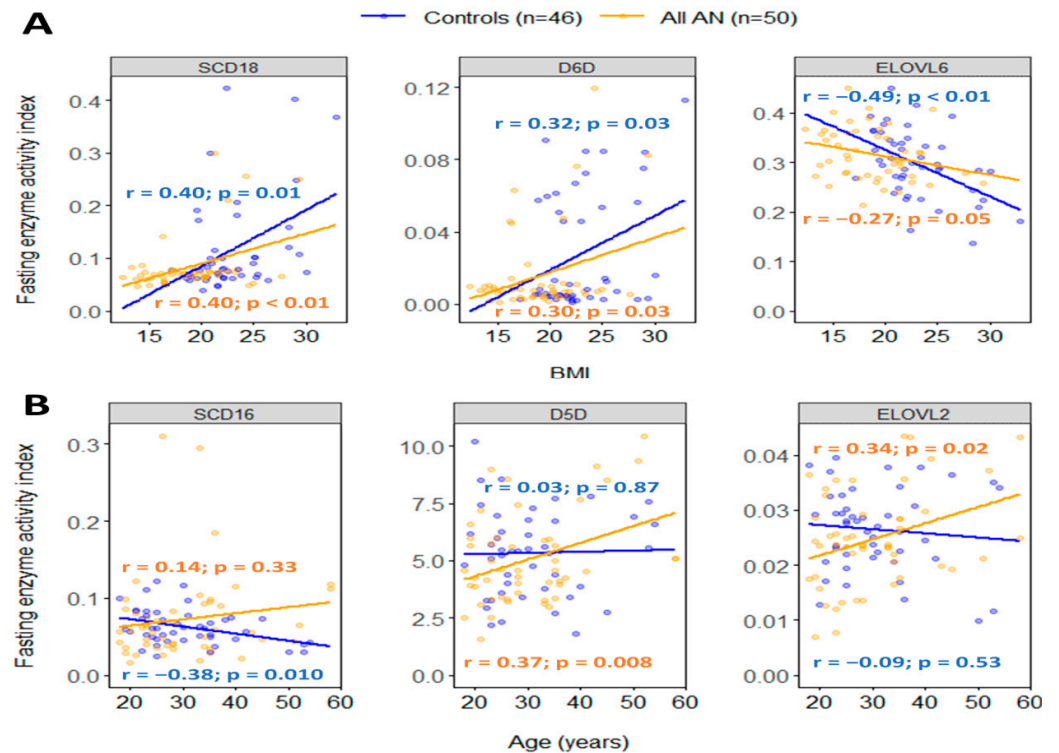 A
Controls (n=46) All AN (n=50)
SCD18 D6D ELOVL6
Fasting enzyme activity index
0.4
0.3
0.2
0.1
0.0
r = 0.40; p = 0.01
r = 0.40; p < 0.01
15 20 25 30
0.12
0.08
0.04
0.00
r = 0.32; p = 0.03
r = 0.30; p = 0.03
15 20 25 30
0.4
0.3
0.2
0.1
r = −0.49; p < 0.01
r = −0.27; p = 0.05
15 20 25 30
BMI
B
SCD16 D5D ELOVL2
Fasting enzyme activity index
0.3
0.2
0.1
0.0
r = 0.14; p = 0.33
r = −0.38; p = 0.010
20 30 40 50 60
10.0
7.5
5.0
2.5
0.0
r = 0.03; p = 0.87
r = 0.37; p = 0.008
20 30 40 50 60
0.04
0.03
0.02
0.01
0.00
r = 0.34; p = 0.02
r = −0.09; p = 0.53
20 30 40 50 60
Age (years)